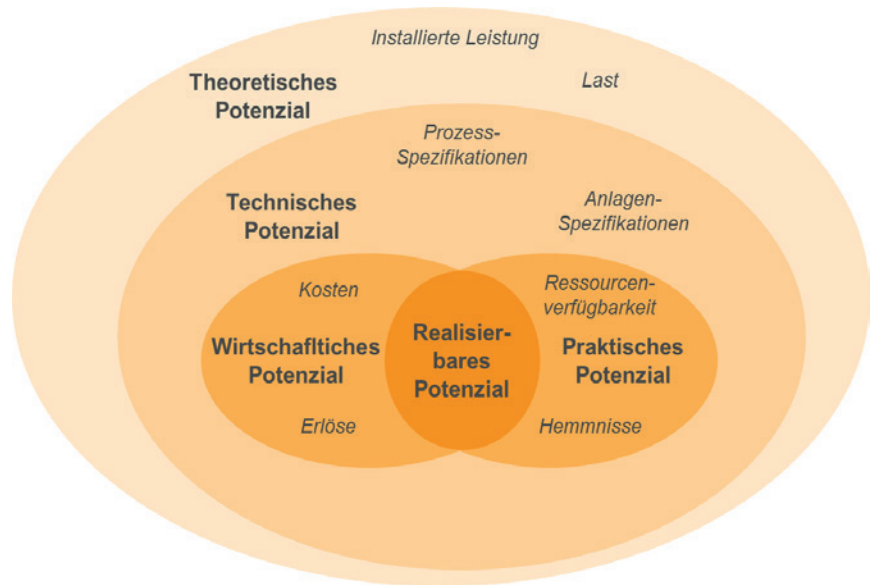 Installierte Leistung
Theoretisches
Potenzial
Last
Prozess-
Spezifikationen
Technisches
Potenzial
Anlagen-
Spezifikationen
Kosten
Ressourcen-
verfügbarkeit
Wirtschafltiches
Potenzial
Realisier-
bares
Potenzial
Praktisches
Potenzial
Erlöse
Hemmnisse